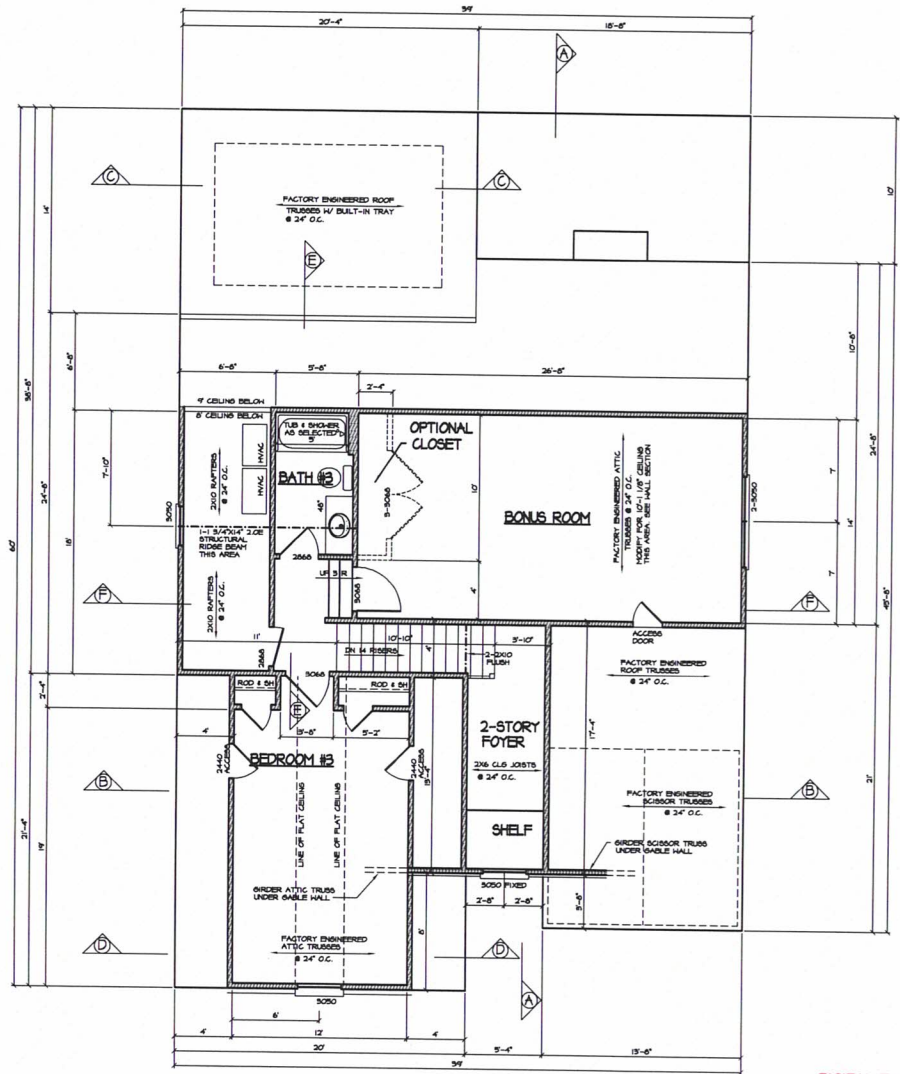 39'
20'-4"
18'-8"
A
C
C
FACTORY ENGINEERED ROOF
TRUSSES W/ BUILT-IN TRAY
@ 24" O.C.
E
14'
10'
60'
38'-8"
6'-8"
10'-8"
6'-8"
5'-8"
26'-8"
2'-4"
9' CEILING BELOW
8' CEILING BELOW
TUB & SHOWER
AS SELECTED
5'
OPTIONAL
CLOSET
HVAC
HVAC
BATH #3
48"
2X10 RAFTERS
@ 24" O.C.
7'-10"
24'-8"
18'
3050
1-1 3/4"X14" 2.0E
STRUCTURAL
RIDGE BEAM
THIS AREA
2868
10'
BONUS ROOM
FACTORY ENGINEERED ATTIC
TRUSSES @ 24" O.C.
MODIFY FOR 10'-1 1/8" CEILING
THIS AREA. SEE WALL SECTION
2-3050
7
7
14'
24'-8"
F
F
2X10 RAFTERS
@ 24" O.C.
3068
4'
11'
2868
10'-10"
DN 14 RISERS
4'
3'-10"
2-2X10
FLUSH
ACCESS
DOOR
FACTORY ENGINEERED
ROOF TRUSSES
@ 24" O.C.
3068
ROD & SH
ROD & SH
2'-4"
4'
5'-2"
45'-8"
2-STORY
FOYER
2X6 CLG JOISTS
@ 24" O.C.
17'-4"
21'
BEDROOM #3
2440
ACCESS
2440
ACCESS
13'-4"
B
B
LINE OF FLAT CEILING
LINE OF FLAT CEILING
FACTORY ENGINEERED
SCISSOR TRUSSES
@ 24" O.C.
SHELF
GIRDER SCISSOR TRUSS
UNDER GABLE WALL
21'-4"
19'
GIRDER ATTIC TRUSS
UNDER GABLE WALL
3050 FIXED
2'-8"
2'-8"
5'-8"
8'
D
D
FACTORY ENGINEERED
ATTIC TRUSSES
@ 24" O.C.
A
3050
6'
4'
12'
4'
20'
5'-4"
13'-8"
39'